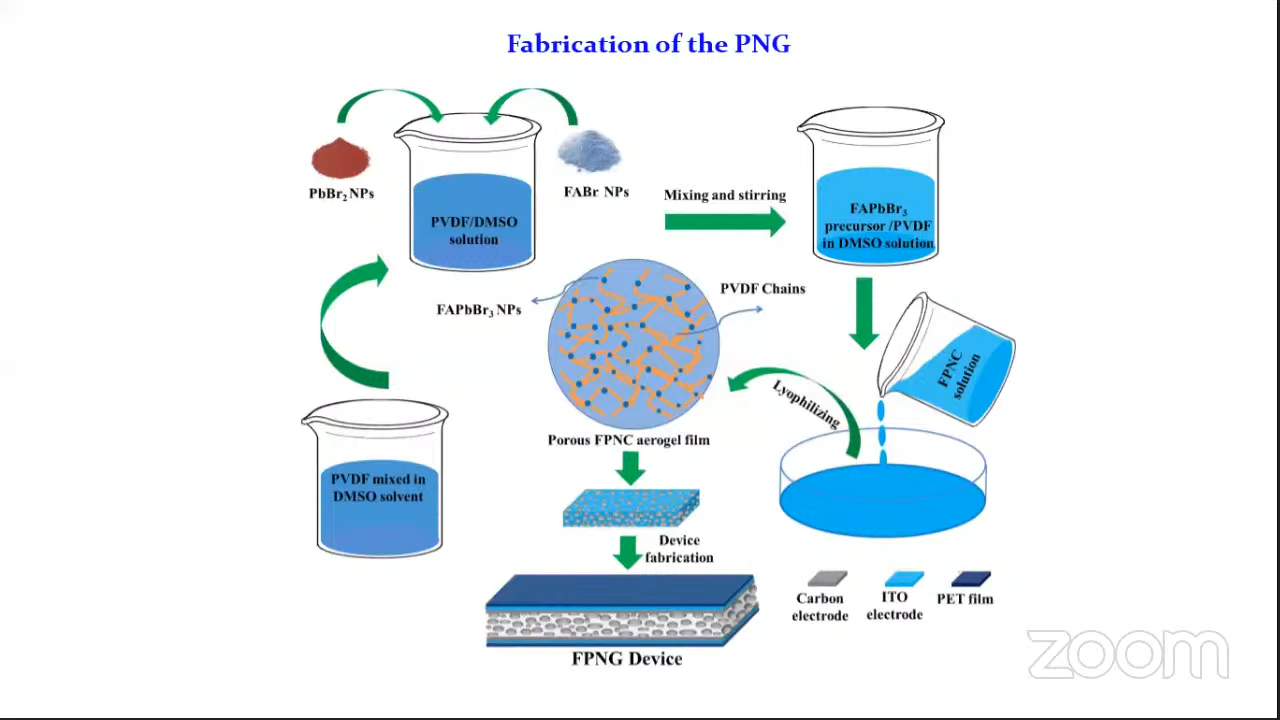 Fabrication of the PNG
PbBr₂ NPs
FABr NPs
PVDF/DMSO
solution
Mixing and stirring
FAPbBr₃
precursor /PVDF
in DMSO solution
FAPbBr₃ NPs
PVDF Chains
FPNC
solution
Lyophilizing
Porous FPNC aerogel film
PVDF mixed in
DMSO solvent
Device
fabrication
Carbon
electrode
ITO
electrode
PET film
FPNG Device
zoom